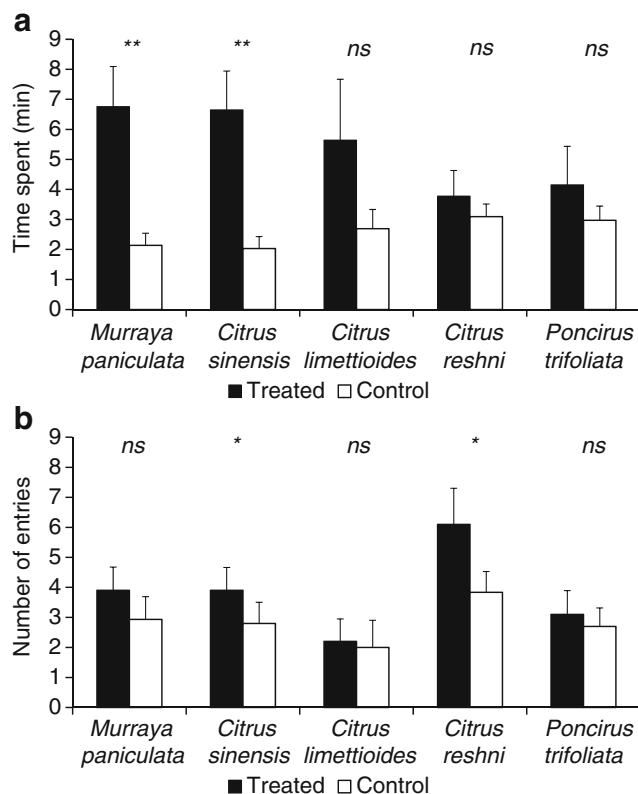 a
9
8
7
6
5
4
3
2
1
0
Time spent (min)
** ** ns ns ns
Murraya Citrus Citrus Citrus Poncirus
paniculata sinensis limettioides reshni trifoliata
Treated Control
b
9
8
7
6
5
4
3
2
1
0
Number of entries
ns * ns * ns
Murraya Citrus Citrus Citrus Poncirus
paniculata sinensis limettioides reshni trifoliata
Treated Control